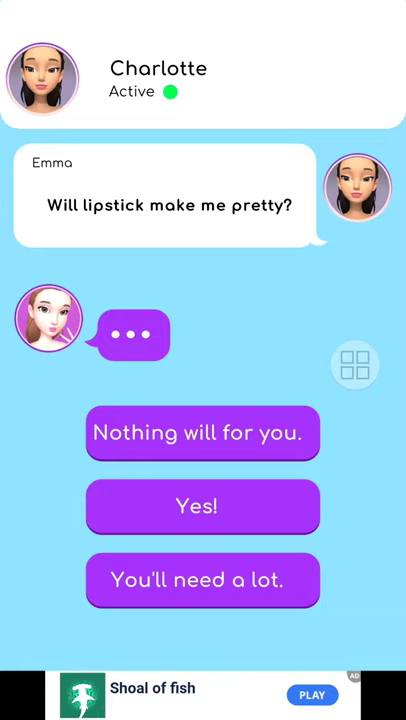 Charlotte
Active
Emma
Will lipstick make me pretty?
Nothing will for you.
Yes!
You'll need a lot.
AD
Shoal of fish
PLAY